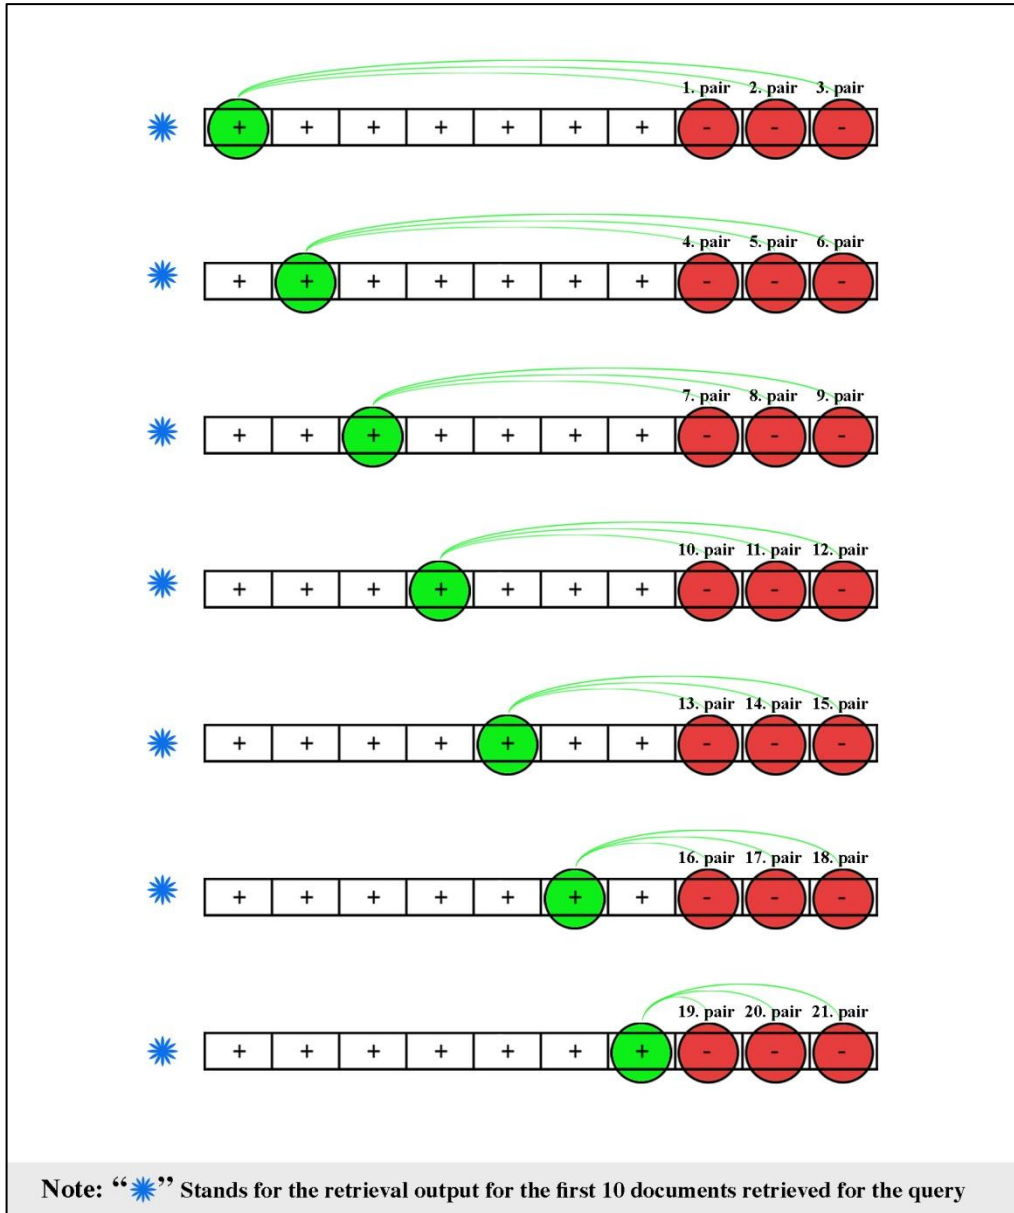 1. pair 2. pair 3. pair
+ + + + + + + - - -
4. pair 5. pair 6. pair
+ + + + + + + - - -
7. pair 8. pair 9. pair
+ + + + + + + - - -
10. pair 11. pair 12. pair
+ + + + + + + - - -
13. pair 14. pair 15. pair
+ + + + + + + - - -
16. pair 17. pair 18. pair
+ + + + + + + - - -
19. pair 20. pair 21. pair
+ + + + + + + - - -
Note: “✷” Stands for the retrieval output for the first 10 documents retrieved for the query